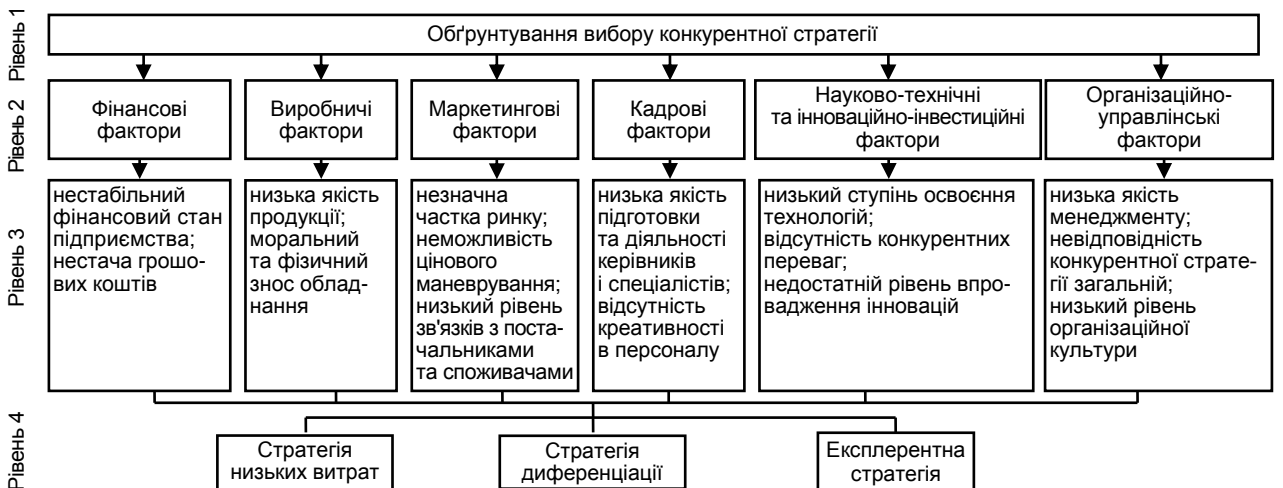 Рівень 1
Обґрунтування вибору конкурентної стратегії
Рівень 2
Фінансові
фактори
Виробничі
фактори
Маркетингові
фактори
Кадрові
фактори
Науково-технічні
та інноваційно-інвестиційні
фактори
Організаційно-
управлінські
фактори
Рівень 3
нестабільний
фінансовий стан
підприємства;
нестача грошо-
вих коштів
низька якість
продукції;
моральний
та фізичний
знос облад-
нання
незначна
частка ринку;
неможливість
цінового
маневрування;
низький рівень
зв'язків з поста-
чальниками
та споживачами
низька якість
підготовки
та діяльності
керівників
і спеціалістів;
відсутність
креативності
в персоналу
низький ступінь освоєння
технологій;
відсутність конкурентних
переваг;
недостатній рівень впро-
вадження інновацій
низька якість
менеджменту;
невідповідність
конкурентної страте-
гії загальній;
низький рівень
організаційної
культури
Рівень 4
Стратегія
низьких витрат
Стратегія
диференціації
Експлерентна
стратегія